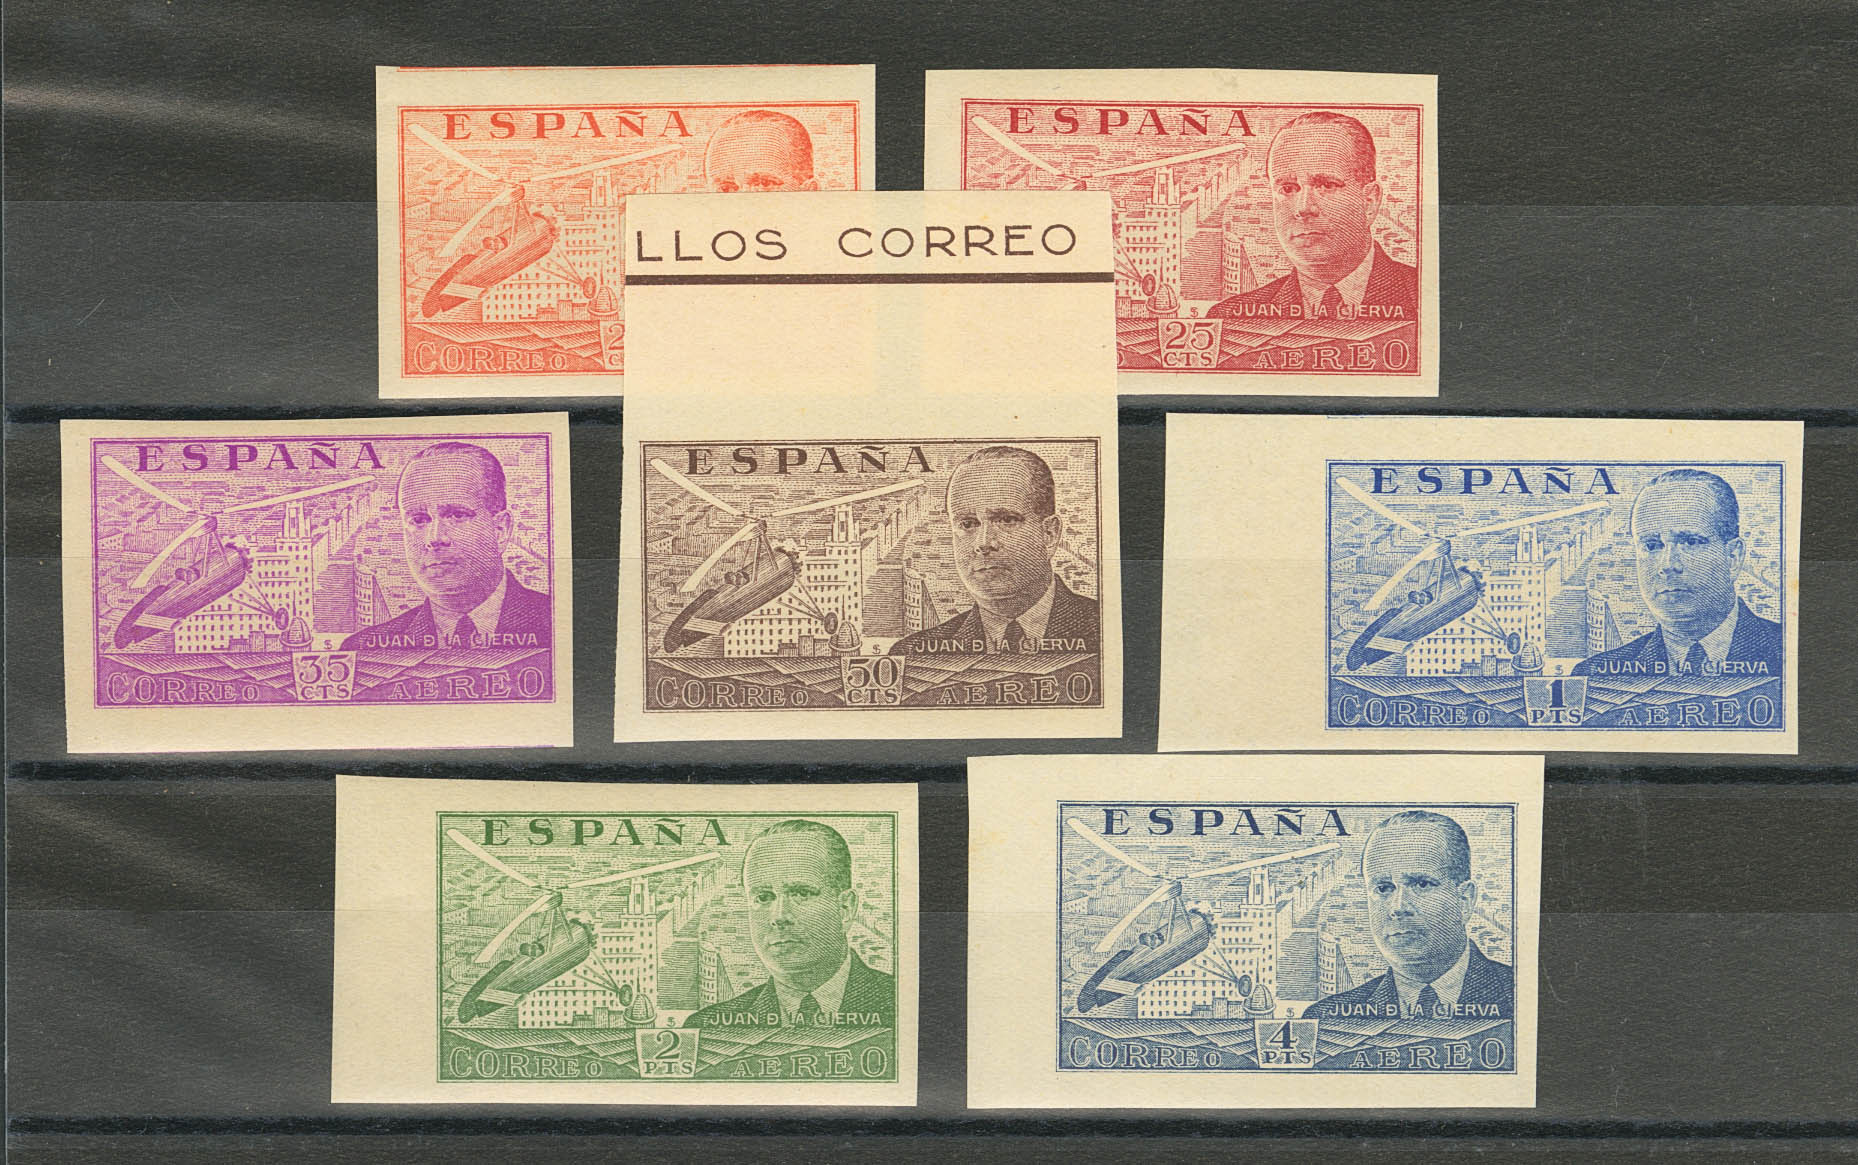 ESPAÑA
CORREO
ESPAÑA
JUAN D LA CIERVA
25 CTS
AEREO
LLOS CORREO
ESPAÑA
JUAN D LA CIERVA
CORREO 35 CTS AEREO
ESPAÑA
JUAN D LA CIERVA
CORREO 50 CTS AEREO
ESPAÑA
JUAN D LA CIERVA
CORREO 1 PTS AEREO
ESPAÑA
JUAN D LA CIERVA
CORREO 2 PTS AEREO
ESPAÑA
JUAN D LA CIERVA
CORREO 4 PTS AEREO